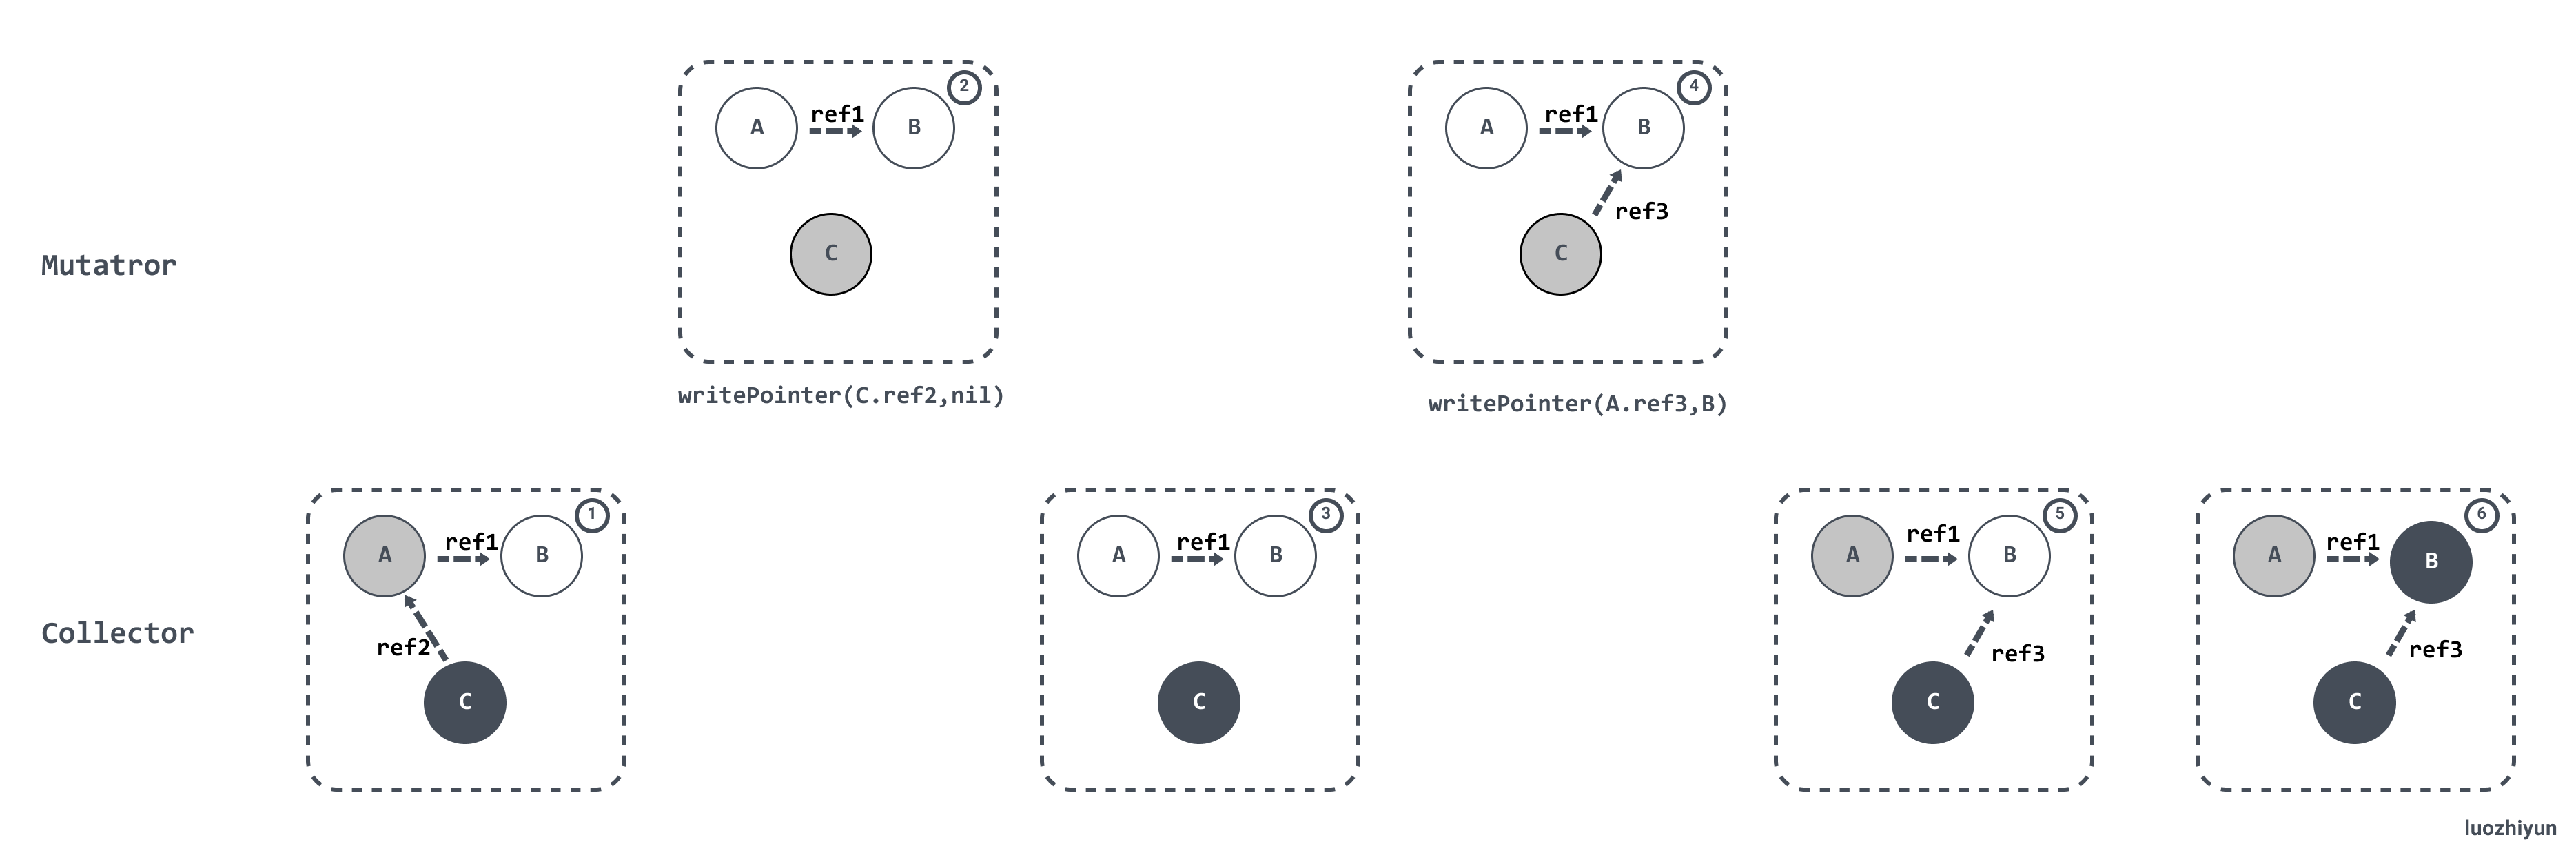 2
A
ref1
B
C
writePointer(C.ref2,nil)
4
A
ref1
B
ref3
C
writePointer(A.ref3,B)
Mutatror
Collector
1
A
ref1
B
ref2
C
3
A
ref1
B
C
5
A
ref1
B
ref3
C
6
A
ref1
B
ref3
C
luozhiyun